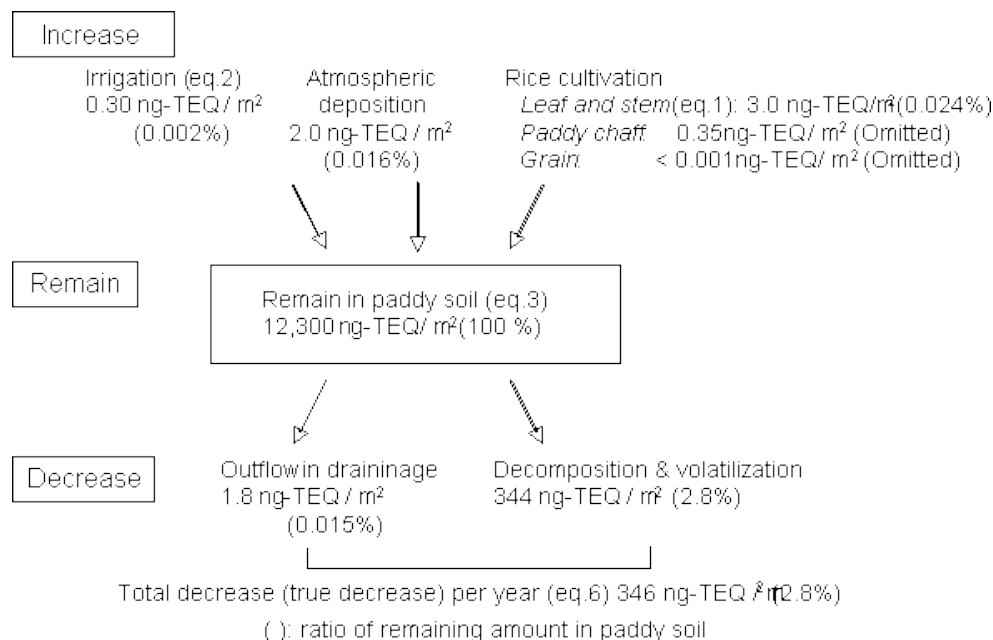 Increase
Irrigation (eq.2)
0.30 ng-TEQ / m²
(0.002%)
Atmospheric
deposition
2.0 ng-TEQ / m²
(0.016%)
Rice cultivation
Leaf and stem (eq.1): 3.0 ng-TEQ/m²(0.024%)
Paddy chaff: 0.35ng-TEQ/ m² (Omitted)
Grain: < 0.001ng-TEQ/ m² (Omitted)
Remain
Remain in paddy soil (eq.3)
12,300 ng-TEQ/ m²(100 %)
Decrease
Outflow in draininage
1.8 ng-TEQ / m²
(0.015%)
Decomposition & volatilization
344 ng-TEQ / m² (2.8%)
Total decrease (true decrease) per year (eq.6) 346 ng-TEQ / m²(2.8%)
( ): ratio of remaining amount in paddy soil